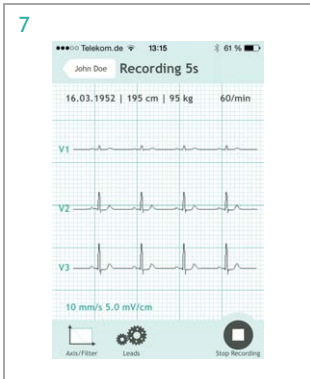 7
●●●○○ Telekom.de 13:15 61 %
John Doe Recording 5s
16.03.1952 | 195 cm | 95 kg 60/min
V1
V2
V3
10 mm/s 5.0 mV/cm
Axis/Filter Leads Stop Recording